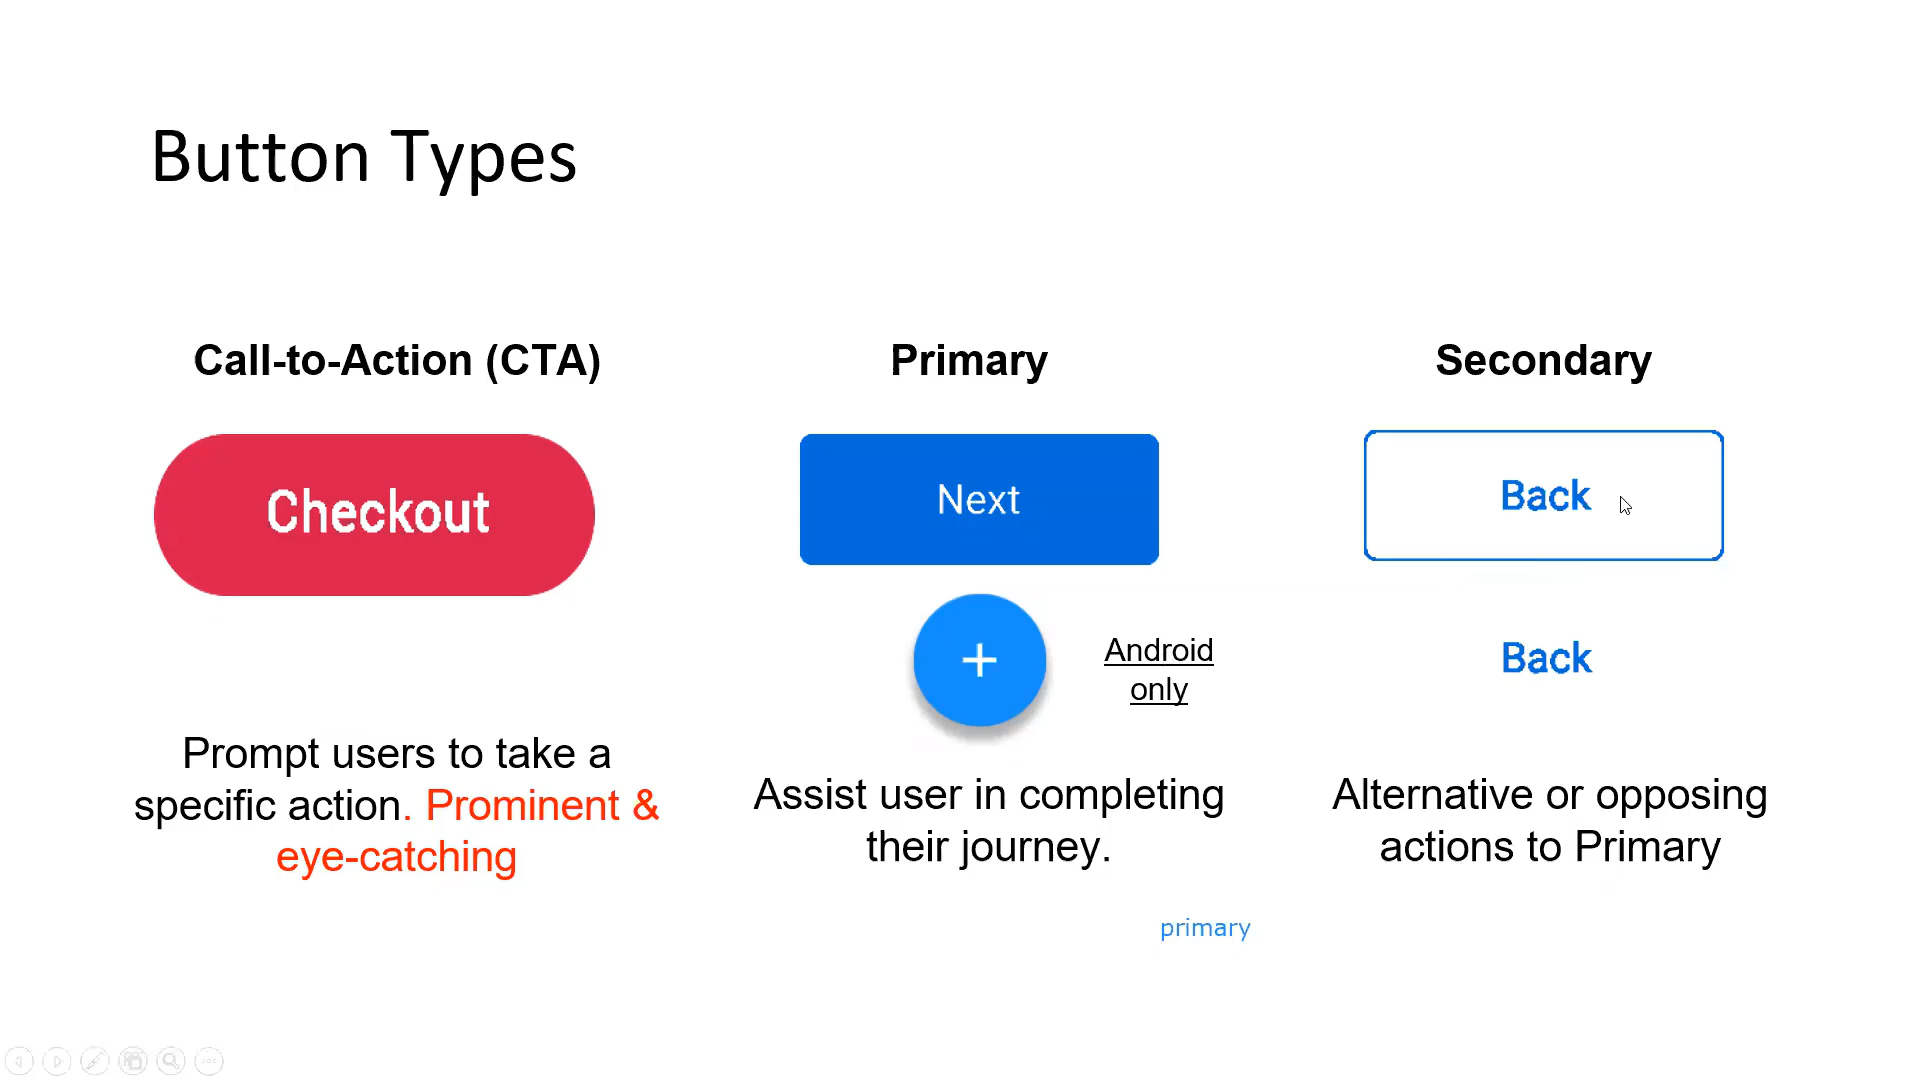 Button Types
Call-to-Action (CTA)
Checkout
Prompt users to take a
specific action. Prominent &
eye-catching
Primary
Next
+
Android
only
Assist user in completing
their journey.
primary
Secondary
Back
Back
Alternative or opposing
actions to Primary